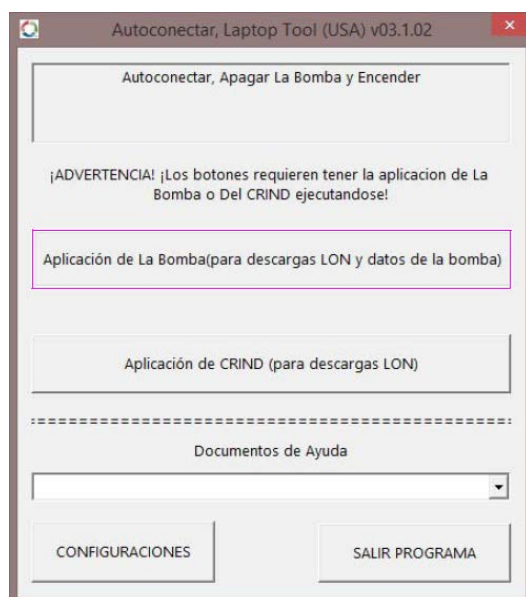 Autoconectar, Laptop Tool (USA) v03.1.02
Autoconectar, Apagar La Bomba y Encender
¡ADVERTENCIA! ¡Los botones requieren tener la aplicacion de La
Bomba o Del CRIND ejecutandose!
Aplicación de La Bomba(para descargas LON y datos de la bomba)
Aplicación de CRIND (para descargas LON)
Documentos de Ayuda
CONFIGURACIONES
SALIR PROGRAMA